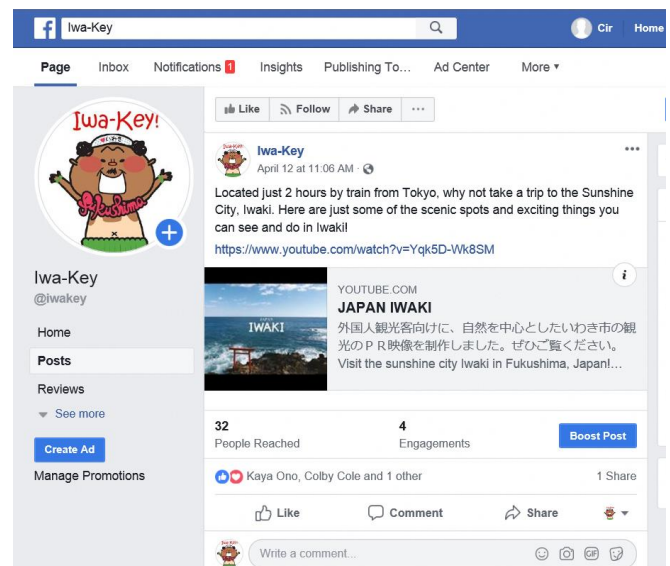 Iwa-Key
Cir
Home
Page
Inbox
Notifications 1
Insights
Publishing To…
Ad Center
More
Iwa-Key!
Fukushima
Iwa-Key
@iwakey
Home
Posts
Reviews
See more
Create Ad
Manage Promotions
Like
Follow
Share
Iwa-Key
April 12 at 11:06 AM ·
Located just 2 hours by train from Tokyo, why not take a trip to the Sunshine
City, Iwaki. Here are just some of the scenic spots and exciting things you
can see and do in Iwaki!
https://www.youtube.com/watch?v=Yqk5D-Wk8SM
IWAKI
YOUTUBE.COM
JAPAN IWAKI
外国人観光客向けに、自然を中心としたいわき市の観
光のＰＲ映像を制作しました。ぜひご覧ください。
Visit the sunshine city Iwaki in Fukushima, Japan!...
32
People Reached
4
Engagements
Boost Post
Kaya Ono, Colby Cole and 1 other
1 Share
Like
Comment
Share
Write a comment...
GIF